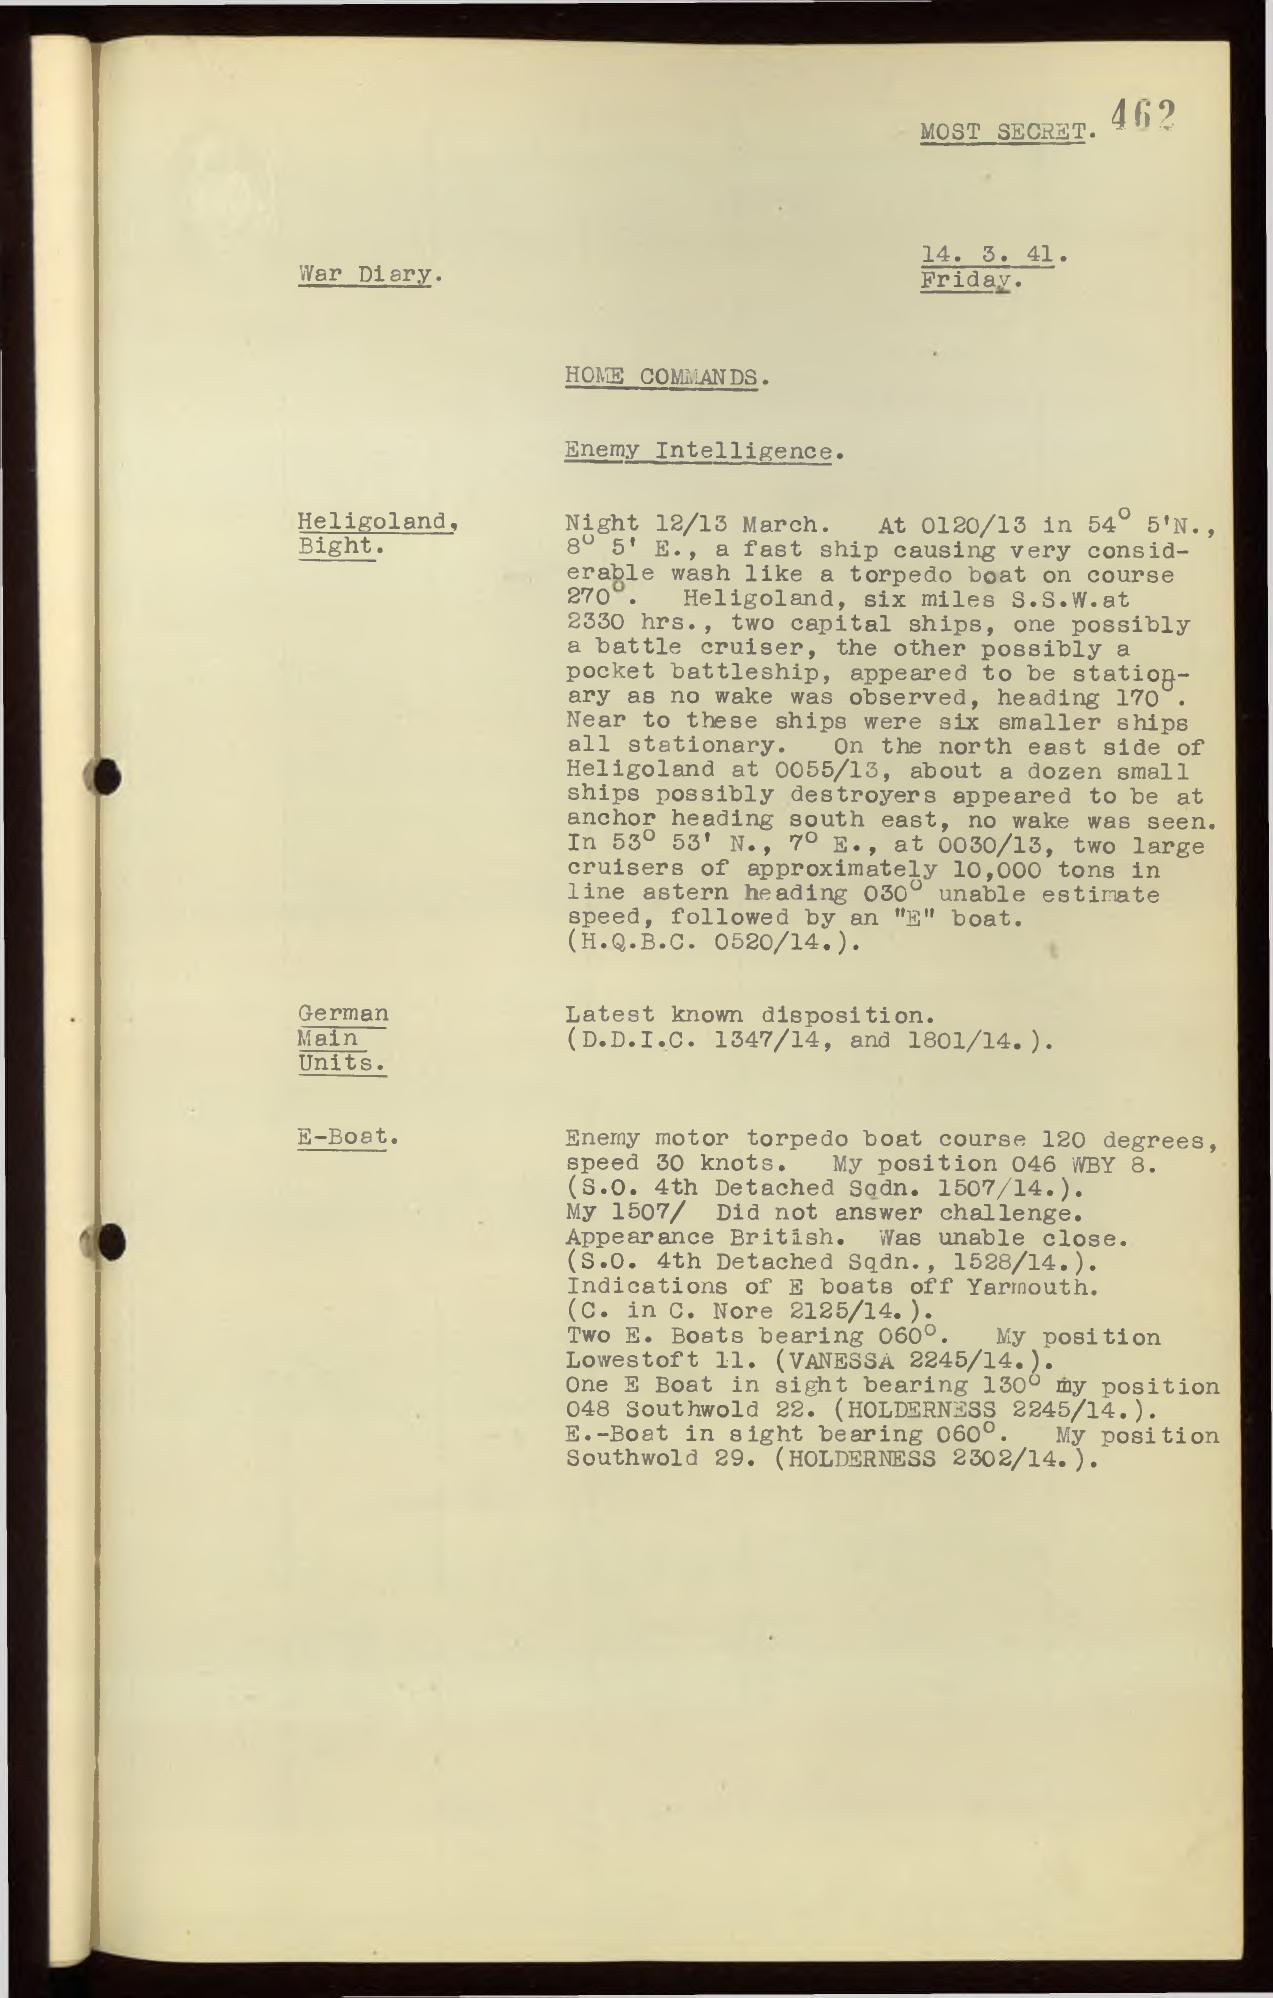 MOST SECRET. 462
14. 3. 41.
War Diary.
Friday.
HOME COMMANDS.
Enemy Intelligence.
Heligoland,
Bight.
Night 12/13 March. At 0120/13 in 54° 5'N.,
8° 5' E., a fast ship causing very consid-
erable wash like a torpedo boat on course
270°. Heligoland, six miles S.S.W.at
2330 hrs., two capital ships, one possibly
a battle cruiser, the other possibly a
pocket battleship, appeared to be station-
ary as no wake was observed, heading 170°.
Near to these ships were six smaller ships
all stationary. On the north east side of
Heligoland at 0055/13, about a dozen small
ships possibly destroyers appeared to be at
anchor heading south east, no wake was seen.
In 53° 53' N., 7° E., at 0030/13, two large
cruisers of approximately 10,000 tons in
line astern heading 030° unable estimate
speed, followed by an "E" boat.
(H.Q.B.C. 0520/14.).
German
Main
Units.
Latest known disposition.
(D.D.I.C. 1347/14, and 1801/14.).
E-Boat.
Enemy motor torpedo boat course 120 degrees,
speed 30 knots. My position 046 WBY 8.
(S.O. 4th Detached Sqdn. 1507/14.).
My 1507/ Did not answer challenge.
Appearance British. Was unable close.
(S.O. 4th Detached Sqdn., 1528/14.).
Indications of E boats off Yarmouth.
(C. in C. Nore 2125/14.).
Two E. Boats bearing 060°. My position
Lowestoft 11. (VANESSA 2245/14.).
One E Boat in sight bearing 130° my position
048 Southwold 22. (HOLDERNESS 2245/14.).
E.-Boat in sight bearing 060°. My position
Southwold 29. (HOLDERNESS 2302/14.).